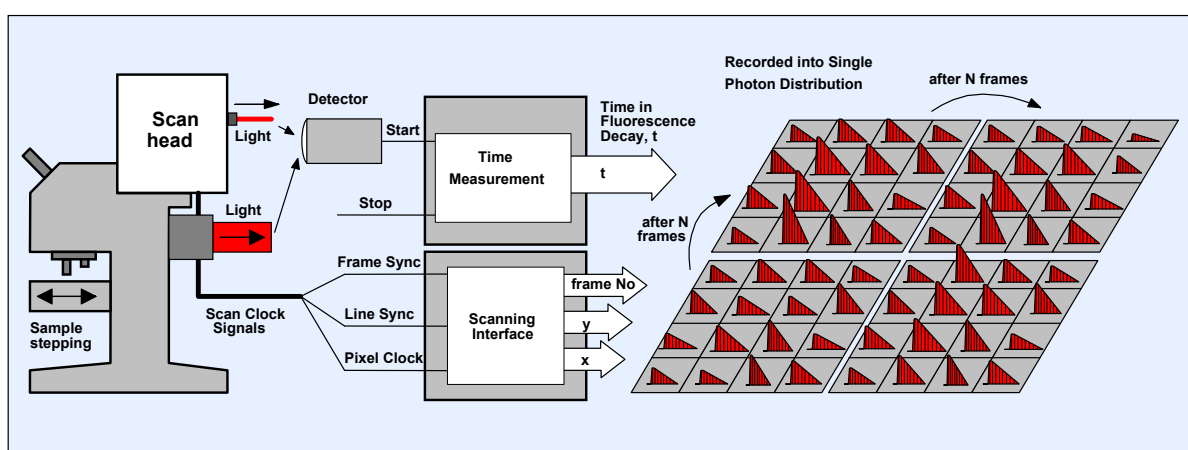 Scan
head
Light
Light
Detector
Start
Stop
Time
Measurement
Time in
Fluorescence
Decay, t
t
Recorded into Single
Photon Distribution
after N frames
after N
frames
Sample
stepping
Scan Clock
Signals
Frame Sync
Line Sync
Pixel Clock
Scanning
Interface
frame No
y
x